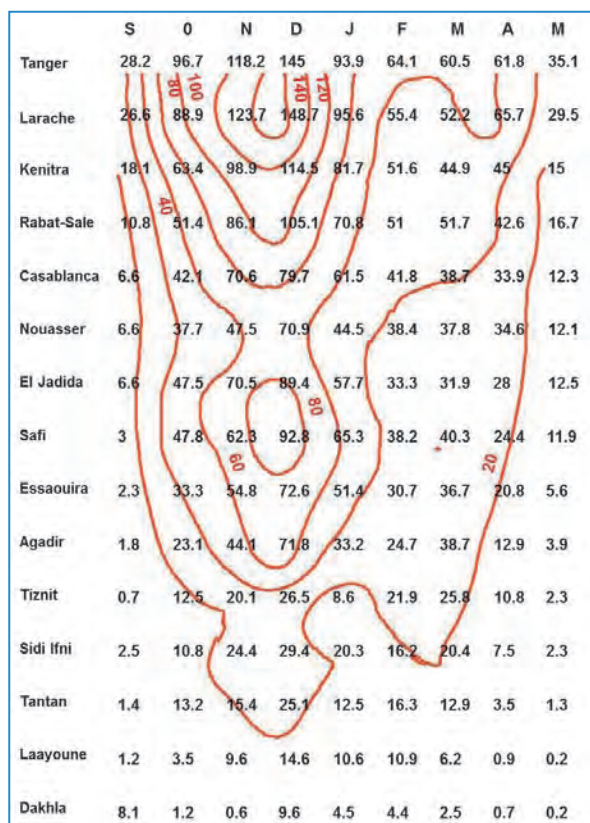 S 0 N D J F M A M
Tanger 28.2 96.7 118.2 145 93.9 64.1 60.5 61.8 35.1
80 100 140 120
Larache 26.6 88.9 123.7 148.7 95.6 55.4 52.2 65.7 29.5
Kenitra 18.1 63.4 98.9 114.5 81.7 51.6 44.9 45 15
40
Rabat-Sale 10.8 51.4 86.1 105.1 70.8 51 51.7 42.6 16.7
Casablanca 6.6 42.1 70.6 79.7 61.5 41.8 38.7 33.9 12.3
Nouasser 6.6 37.7 47.5 70.9 44.5 38.4 37.8 34.6 12.1
El Jadida 6.6 47.5 70.5 89.4 57.7 33.3 31.9 28 12.5
80
Safi 3 47.8 62.3 92.8 65.3 38.2 40.3 24.4 11.9
60 20
Essaouira 2.3 33.3 54.8 72.6 51.4 30.7 36.7 20.8 5.6
Agadir 1.8 23.1 44.1 71.8 33.2 24.7 38.7 12.9 3.9
Tiznit 0.7 12.5 20.1 26.5 8.6 21.9 25.8 10.8 2.3
Sidi Ifni 2.5 10.8 24.4 29.4 20.3 16.2 20.4 7.5 2.3
Tantan 1.4 13.2 15.4 25.1 12.5 16.3 12.9 3.5 1.3
Laayoune 1.2 3.5 9.6 14.6 10.6 10.9 6.2 0.9 0.2
Dakhla 8.1 1.2 0.6 9.6 4.5 4.4 2.5 0.7 0.2